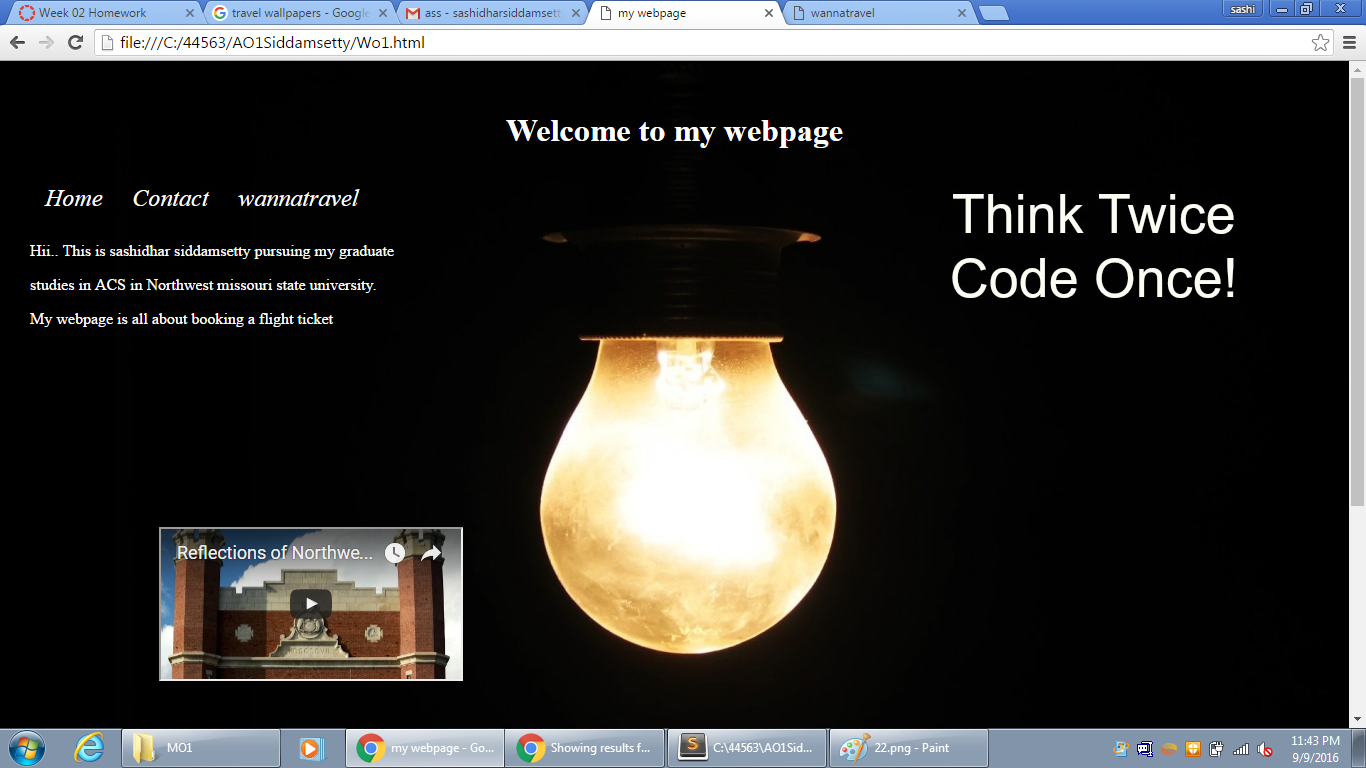 Week 02 Homework
travel wallpapers - Google
ass - sashidharsiddamsett
my webpage
wannatravel
sashi
file:///C:/44563/AO1Siddamsetty/Wo1.html
Welcome to my webpage
Home Contact wannatravel
Think Twice
Code Once!
Hii.. This is sashidhar siddamsetty pursuing my graduate
studies in ACS in Northwest missouri state university.
My webpage is all about booking a flight ticket
Reflections of Northwe...
MO1
my webpage - Go...
Showing results f...
C:\44563\AO1Sid...
22.png - Paint
11:43 PM
9/9/2016